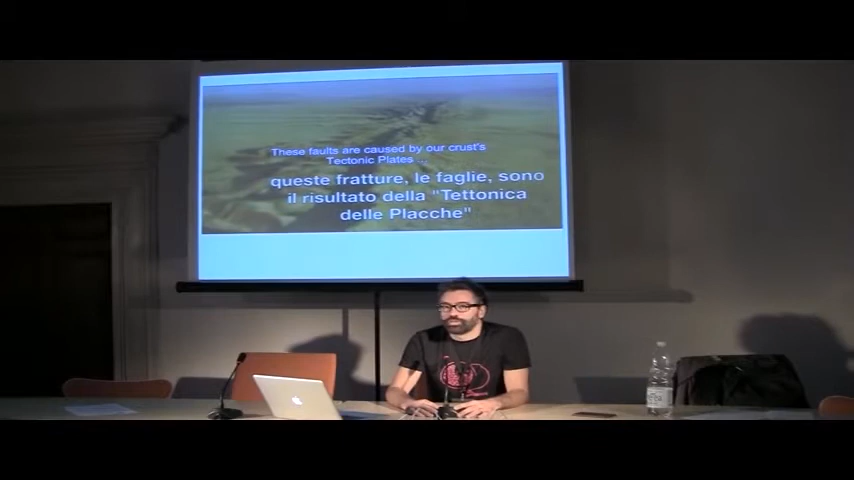 These faults are caused by our crust's
Tectonic Plates ...
queste fratture, le faglie, sono
il risultato della "Tettonica
delle Placche"